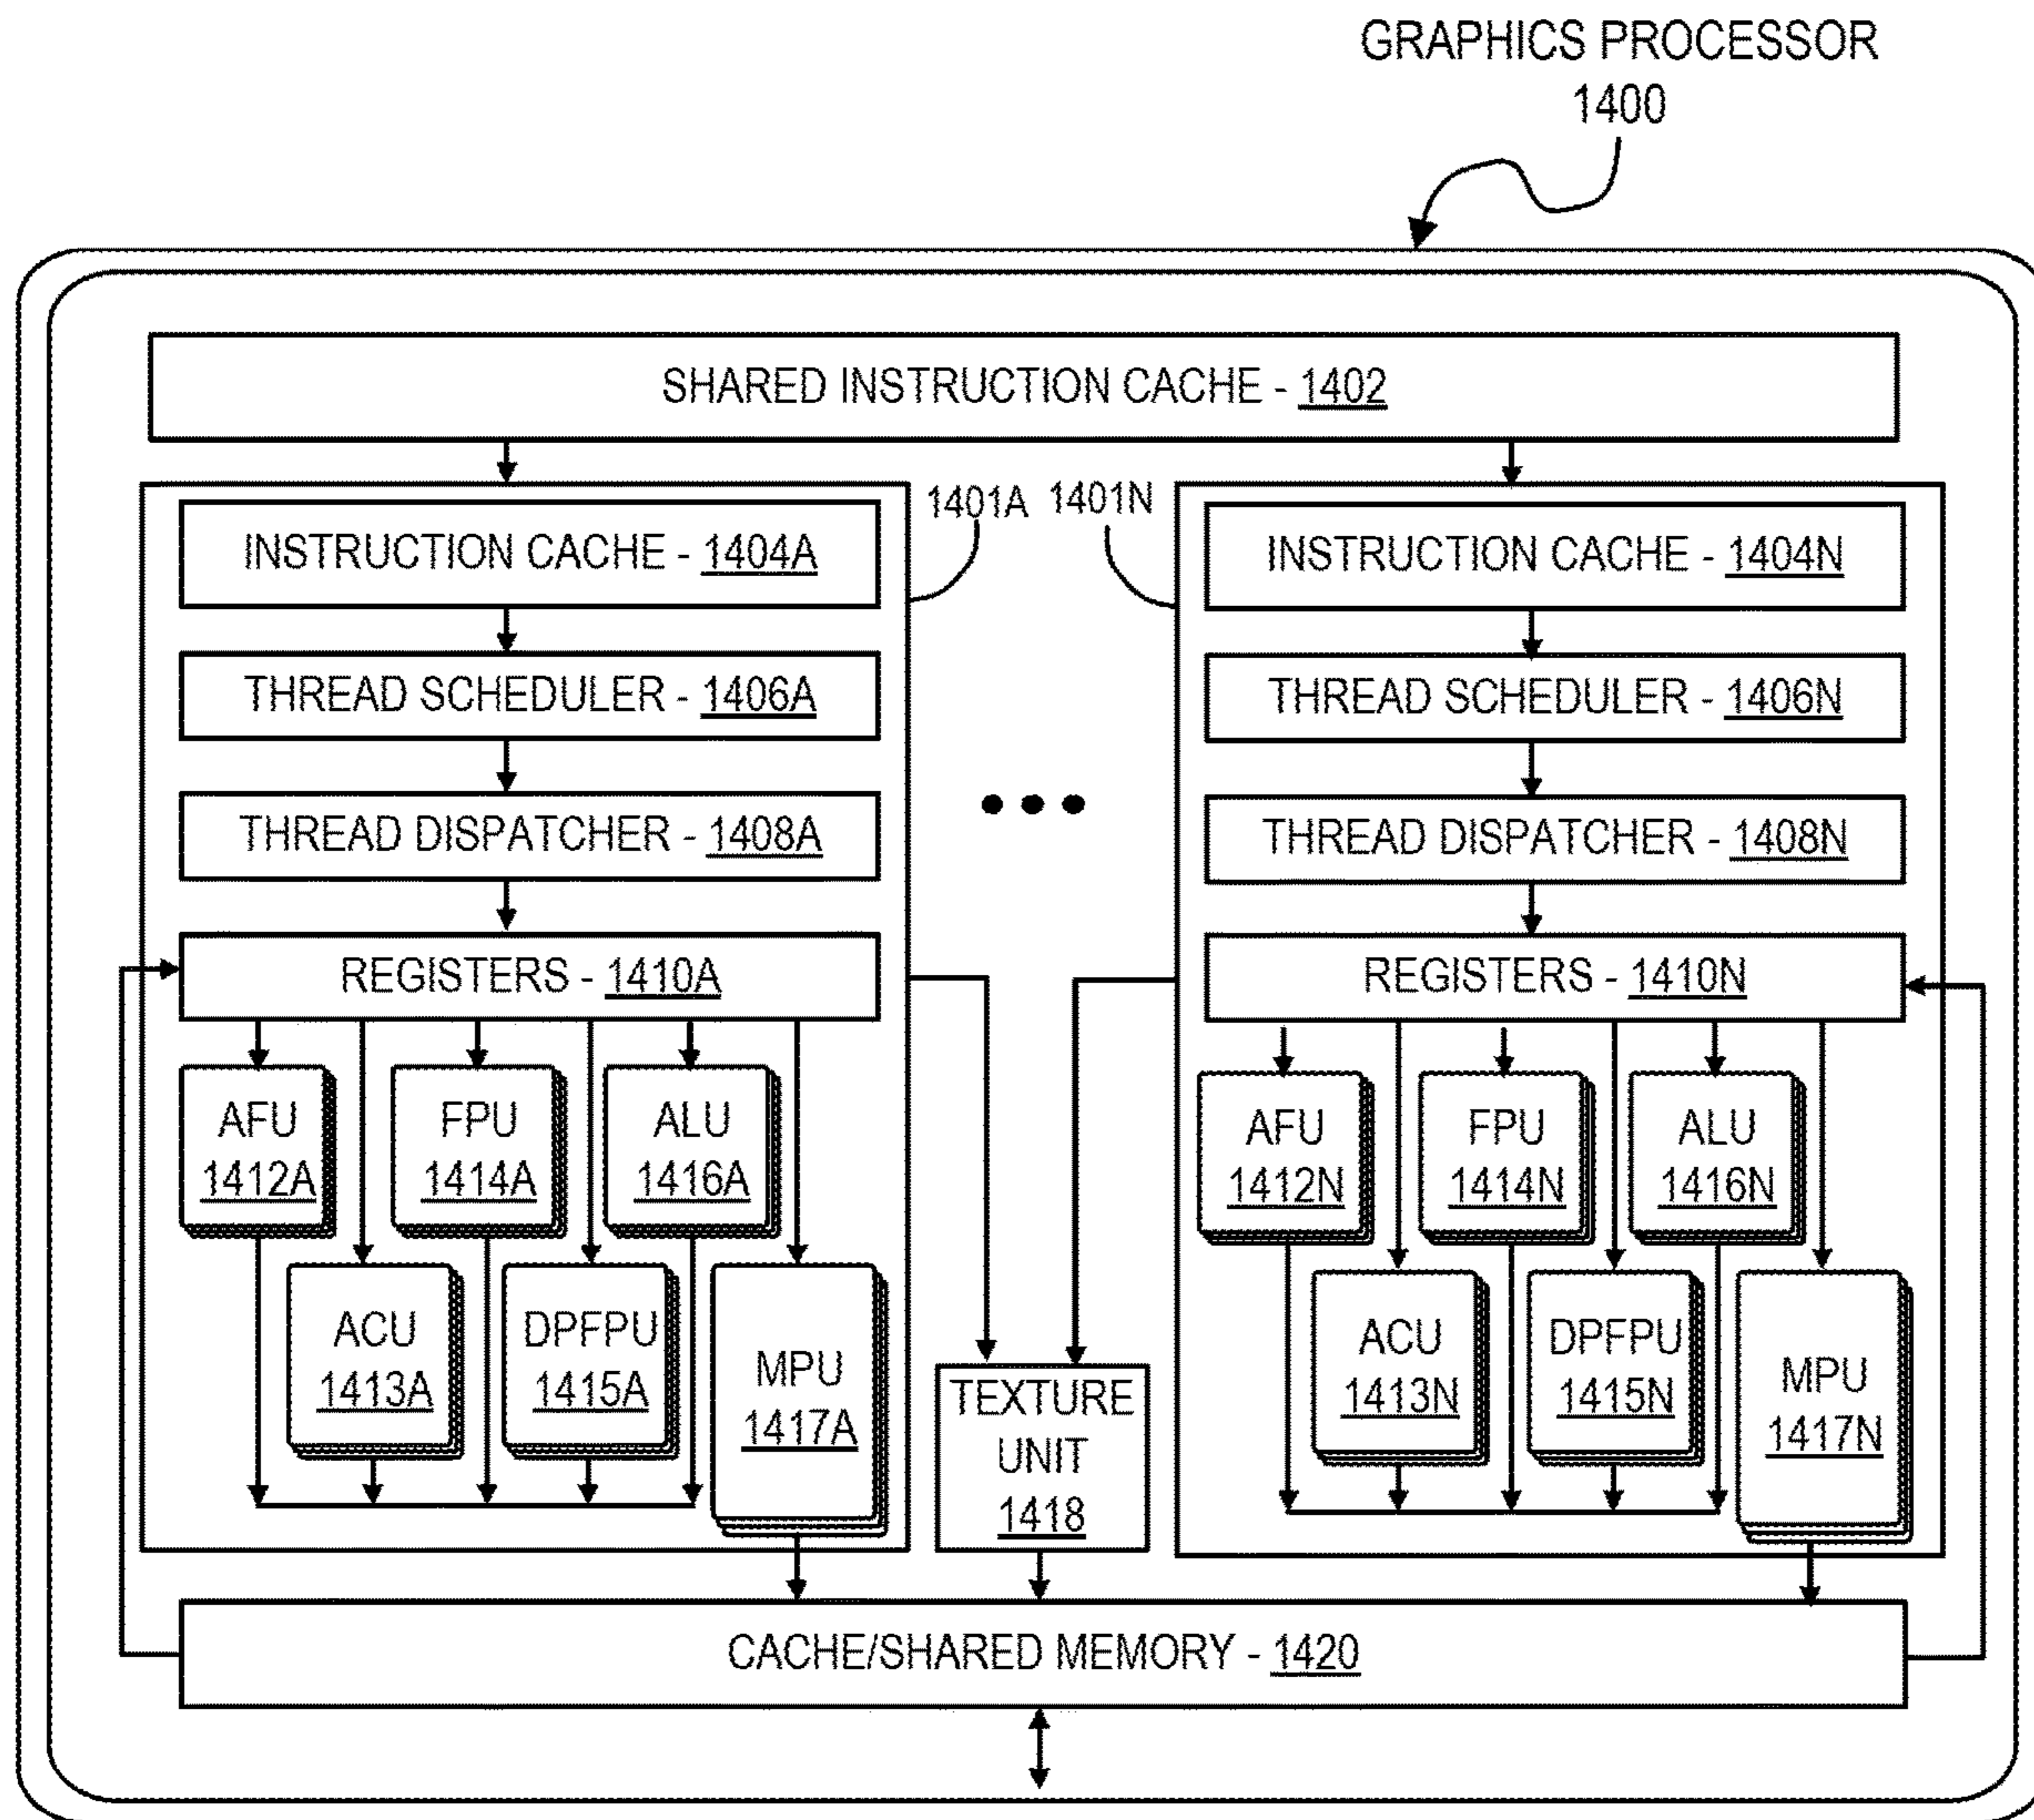 GRAPHICS PROCESSOR
1400
SHARED INSTRUCTION CACHE - 1402
1401A
1401N
INSTRUCTION CACHE - 1404A
THREAD SCHEDULER - 1406A
THREAD DISPATCHER - 1408A
REGISTERS - 1410A
AFU
1412A
FPU
1414A
ALU
1416A
ACU
1413A
DPFPU
1415A
MPU
1417A
TEXTURE
UNIT
1418
INSTRUCTION CACHE - 1404N
THREAD SCHEDULER - 1406N
THREAD DISPATCHER - 1408N
REGISTERS - 1410N
AFU
1412N
FPU
1414N
ALU
1416N
ACU
1413N
DPFPU
1415N
MPU
1417N
CACHE/SHARED MEMORY - 1420